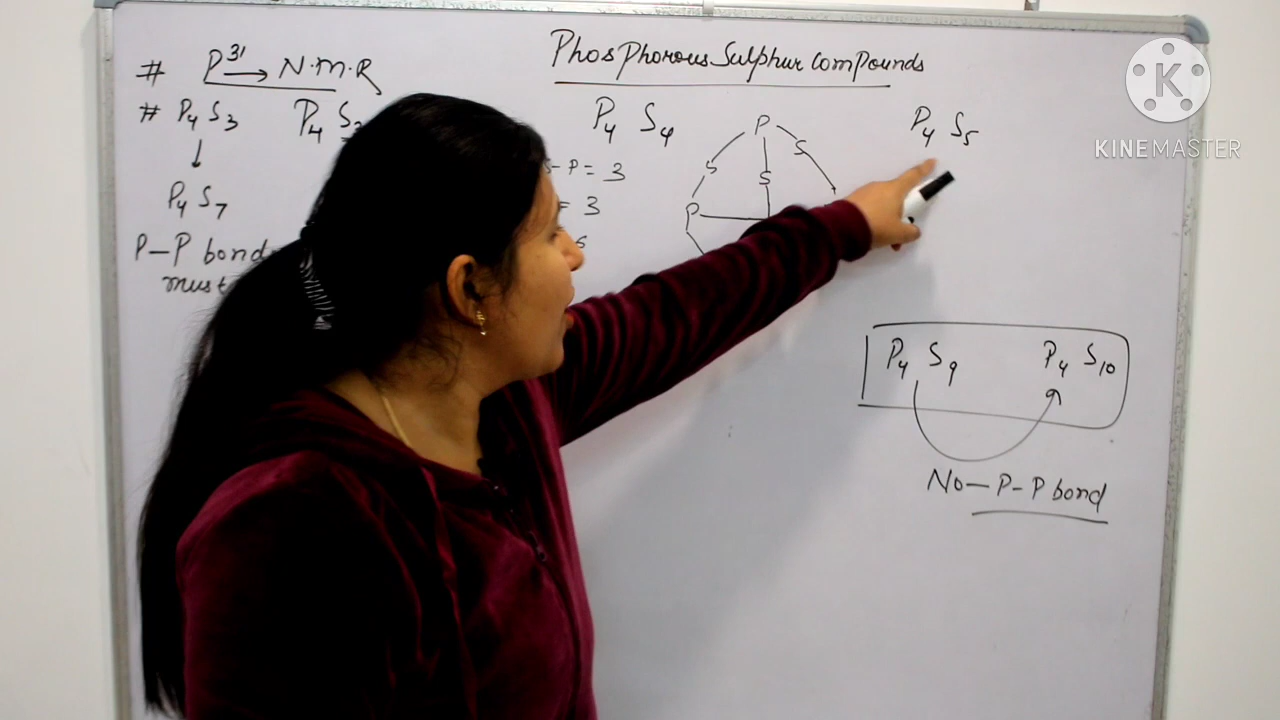 # P31 → N.M.R
Phosphorous Sulphur Compounds
# P4 S3
P4
P4 S4
P4 S5
P
S
S
S
P
- P = 3
= 3
P4 S7
P-P bond
must
P4 S9
P4 S10
No-P-P bond
K
KINEMASTER